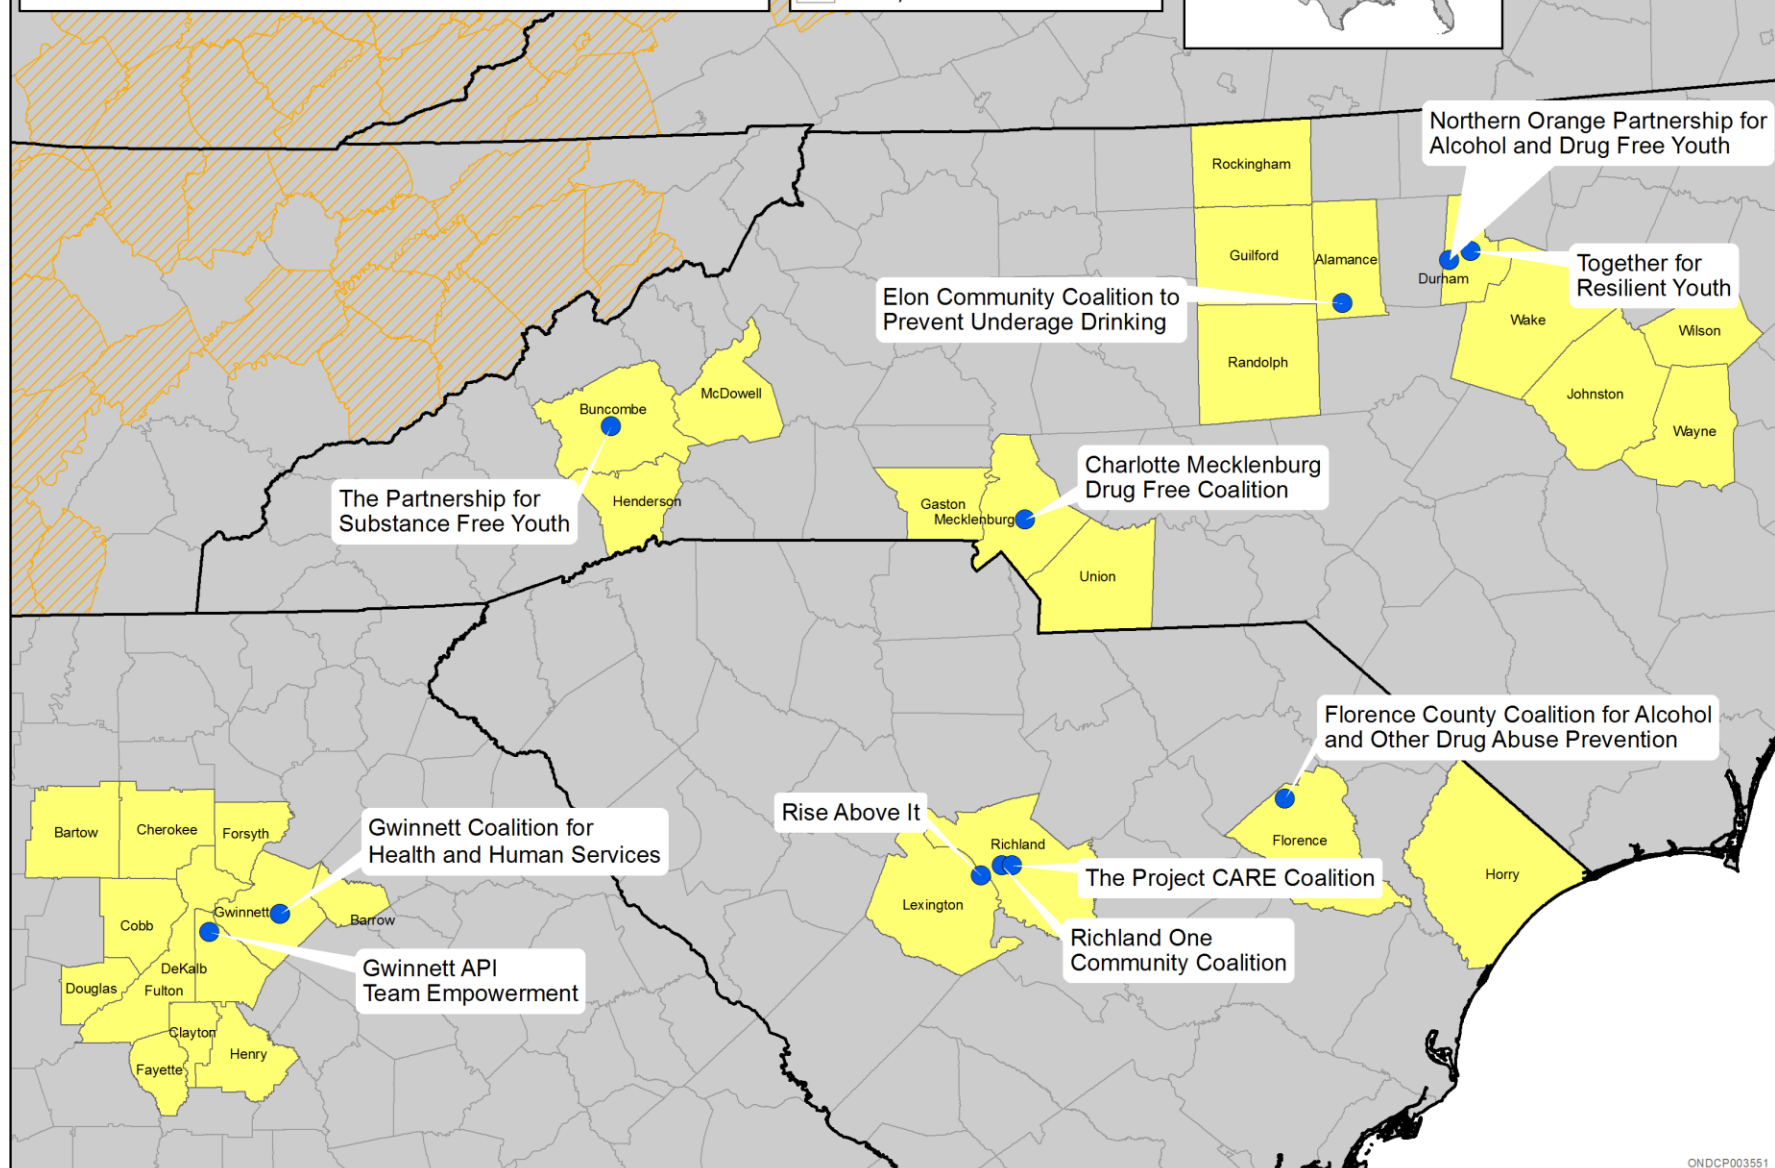 Northern Orange Partnership for
Alcohol and Drug Free Youth
Rockingham
Guilford
Alamance
Durham
Together for
Resilient Youth
Elon Community Coalition to
Prevent Underage Drinking
Wake
Wilson
Randolph
Johnston
Wayne
McDowell
Buncombe
Henderson
The Partnership for
Substance Free Youth
Charlotte Mecklenburg
Drug Free Coalition
Gaston
Mecklenburg
Union
Florence County Coalition for Alcohol
and Other Drug Abuse Prevention
Rise Above It
Richland
Florence
Horry
The Project CARE Coalition
Lexington
Richland One
Community Coalition
Bartow
Cherokee
Forsyth
Gwinnett Coalition for
Health and Human Services
Gwinnett
Barrow
Cobb
DeKalb
Gwinnett API
Team Empowerment
Douglas
Fulton
Clayton
Henry
Fayette
ONDCP003551